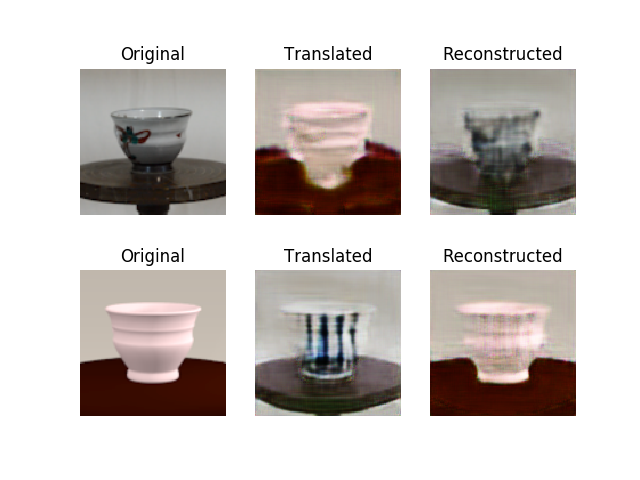 Original
Translated
Reconstructed
Original
Translated
Reconstructed